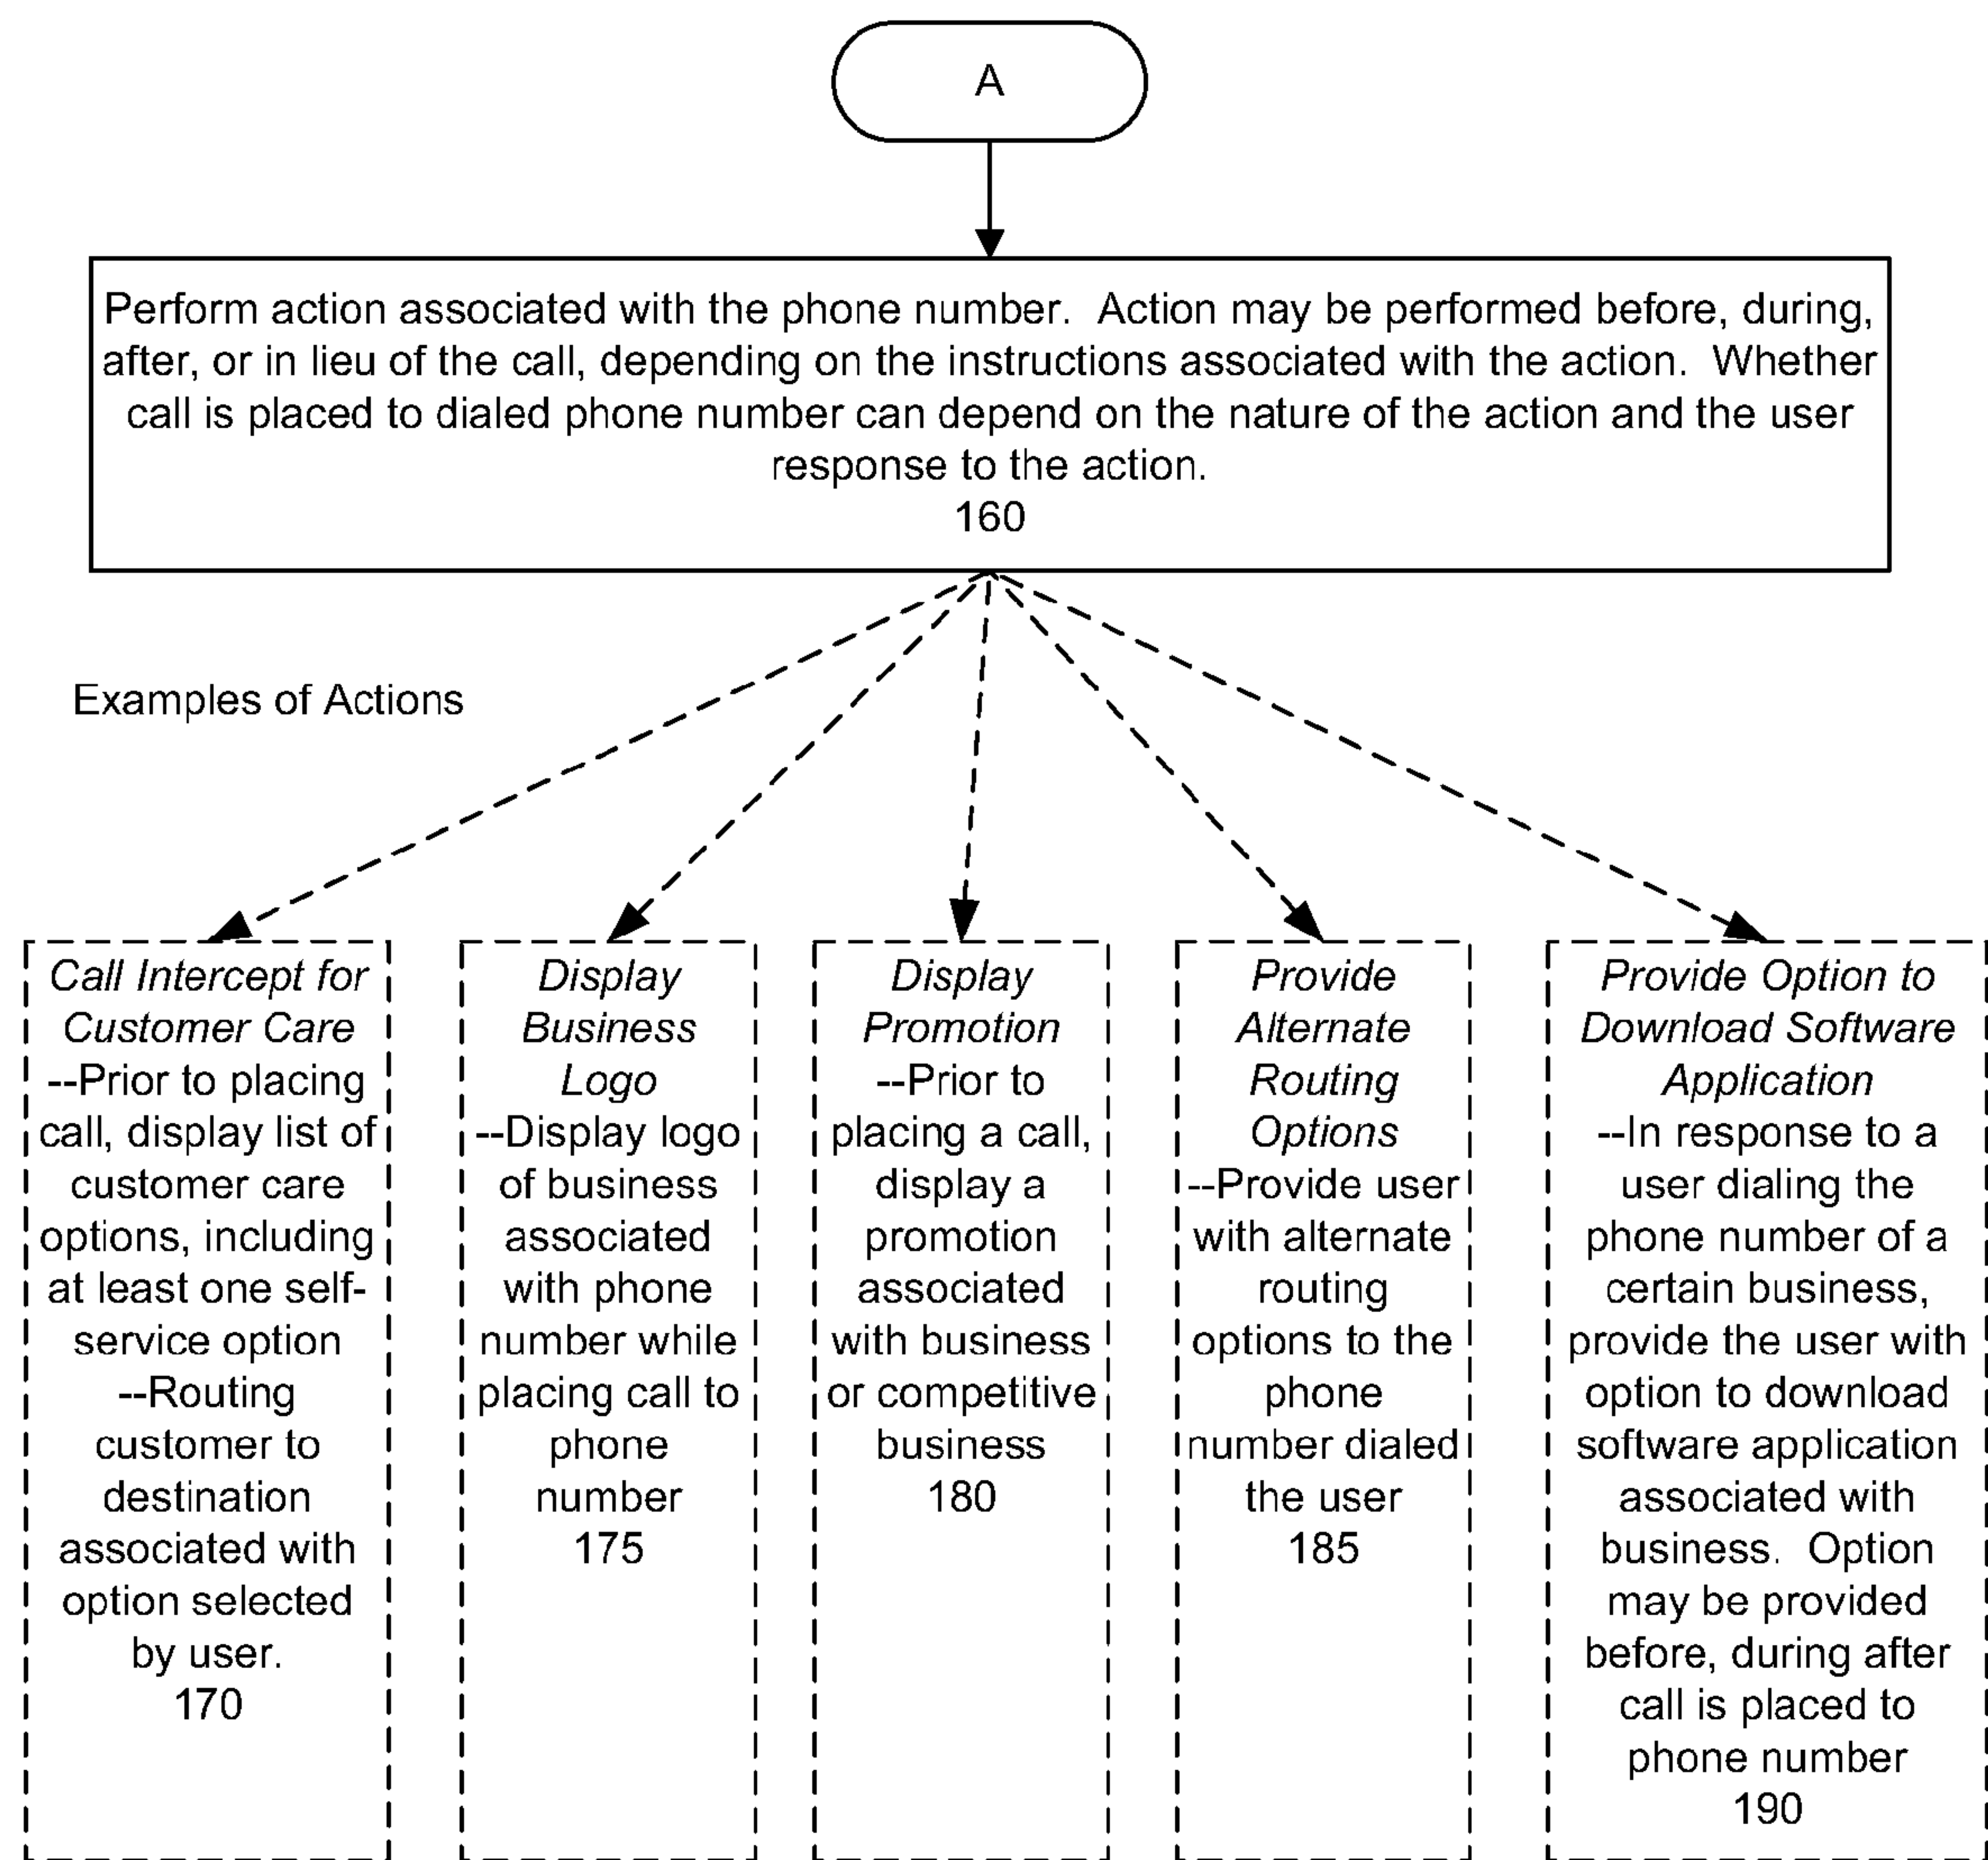 A
Perform action associated with the phone number.  Action may be performed before, during,
after, or in lieu of the call, depending on the instructions associated with the action.  Whether
call is placed to dialed phone number can depend on the nature of the action and the user
response to the action.
160
Examples of Actions
Call Intercept for
Customer Care
--Prior to placing
call, display list of
customer care
options, including
at least one self-
service option
--Routing
customer to
destination
associated with
option selected
by user.
170
Display
Business
Logo
--Display logo
of business
associated
with phone
number while
placing call to
phone
number
175
Display
Promotion
--Prior to
placing a call,
display a
promotion
associated
with business
or competitive
business
180
Provide
Alternate
Routing
Options
--Provide user
with alternate
routing
options to the
phone
number dialed
the user
185
Provide Option to
Download Software
Application
--In response to a
user dialing the
phone number of a
certain business,
provide the user with
option to download
software application
associated with
business.  Option
may be provided
before, during after
call is placed to
phone number
190